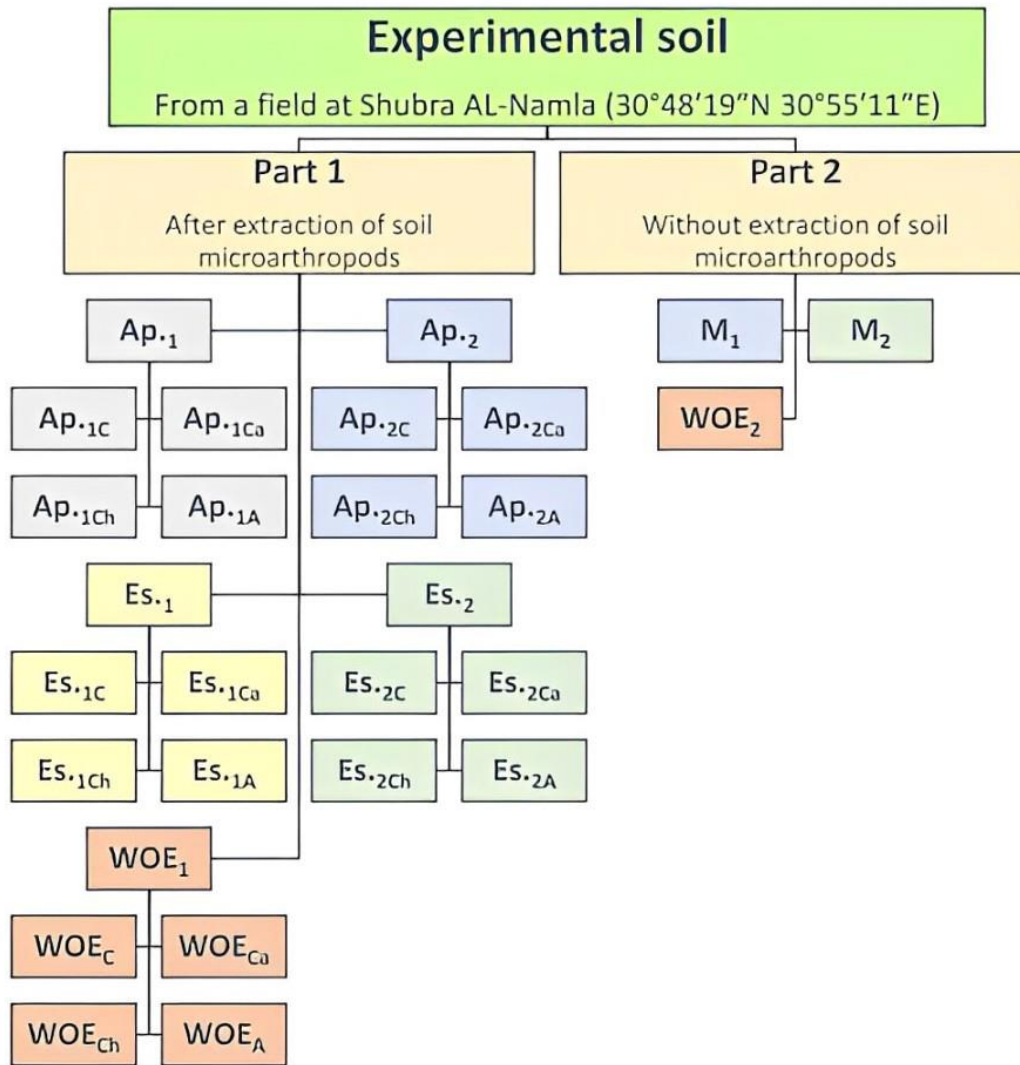 Experimental soil
From a field at Shubra AL-Namla (30°48′19″N 30°55′11″E)
Part 1
After extraction of soil
microarthropods
Part 2
Without extraction of soil
microarthropods
Ap.₁
Ap.₂
Ap.1C
Ap.1Ca
Ap.2C
Ap.2Ca
Ap.1Ch
Ap.1A
Ap.2Ch
Ap.2A
Es.₁
Es.₂
Es.1C
Es.1Ca
Es.2C
Es.2Ca
Es.1Ch
Es.1A
Es.2Ch
Es.2A
WOE₁
WOEC
WOECa
WOECh
WOEA
M₁
M₂
WOE₂